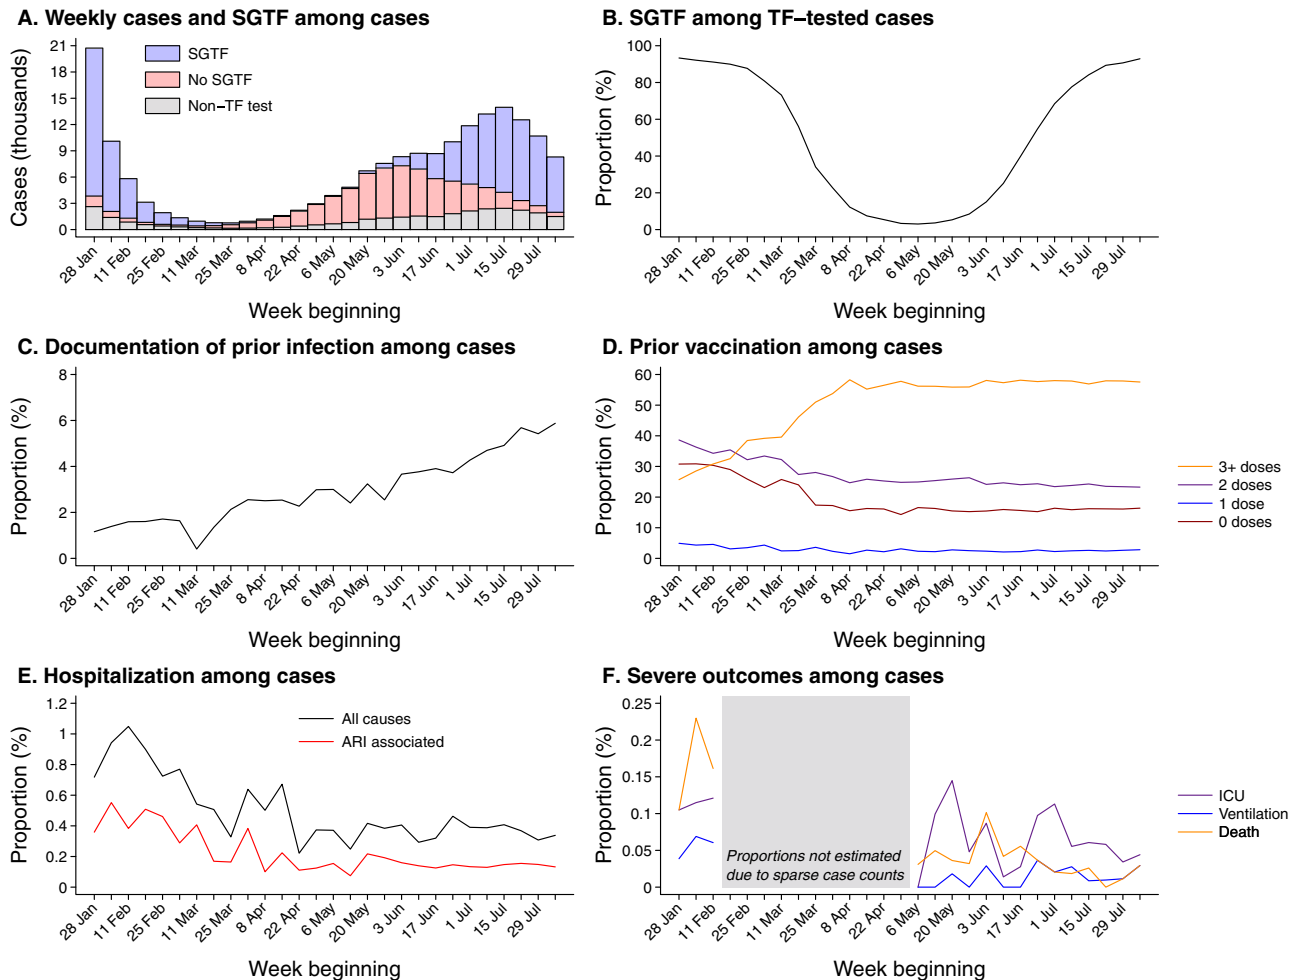 A. Weekly cases and SGTF among cases
Cases (thousands)
21
18
15
12
9
6
3
0
SGTF
No SGTF
Non−TF test
28 Jan
11 Feb
25 Feb
11 Mar
25 Mar
8 Apr
22 Apr
6 May
20 May
3 Jun
17 Jun
1 Jul
15 Jul
29 Jul
Week beginning
B. SGTF among TF−tested cases
Proportion (%)
100
80
60
40
20
0
28 Jan
11 Feb
25 Feb
11 Mar
25 Mar
8 Apr
22 Apr
6 May
20 May
3 Jun
17 Jun
1 Jul
15 Jul
29 Jul
Week beginning
C. Documentation of prior infection among cases
Proportion (%)
8
6
4
2
0
28 Jan
11 Feb
25 Feb
11 Mar
25 Mar
8 Apr
22 Apr
6 May
20 May
3 Jun
17 Jun
1 Jul
15 Jul
29 Jul
Week beginning
D. Prior vaccination among cases
Proportion (%)
60
50
40
30
20
10
0
28 Jan
11 Feb
25 Feb
11 Mar
25 Mar
8 Apr
22 Apr
6 May
20 May
3 Jun
17 Jun
1 Jul
15 Jul
29 Jul
Week beginning
3+ doses
2 doses
1 dose
0 doses
E. Hospitalization among cases
Proportion (%)
1.2
1
0.8
0.6
0.4
0.2
0
All causes
ARI associated
28 Jan
11 Feb
25 Feb
11 Mar
25 Mar
8 Apr
22 Apr
6 May
20 May
3 Jun
17 Jun
1 Jul
15 Jul
29 Jul
Week beginning
F. Severe outcomes among cases
Proportion (%)
0.25
0.2
0.15
0.1
0.05
0
Proportions not estimated
due to sparse case counts
28 Jan
11 Feb
25 Feb
11 Mar
25 Mar
8 Apr
22 Apr
6 May
20 May
3 Jun
17 Jun
1 Jul
15 Jul
29 Jul
Week beginning
ICU
Ventilation
Death